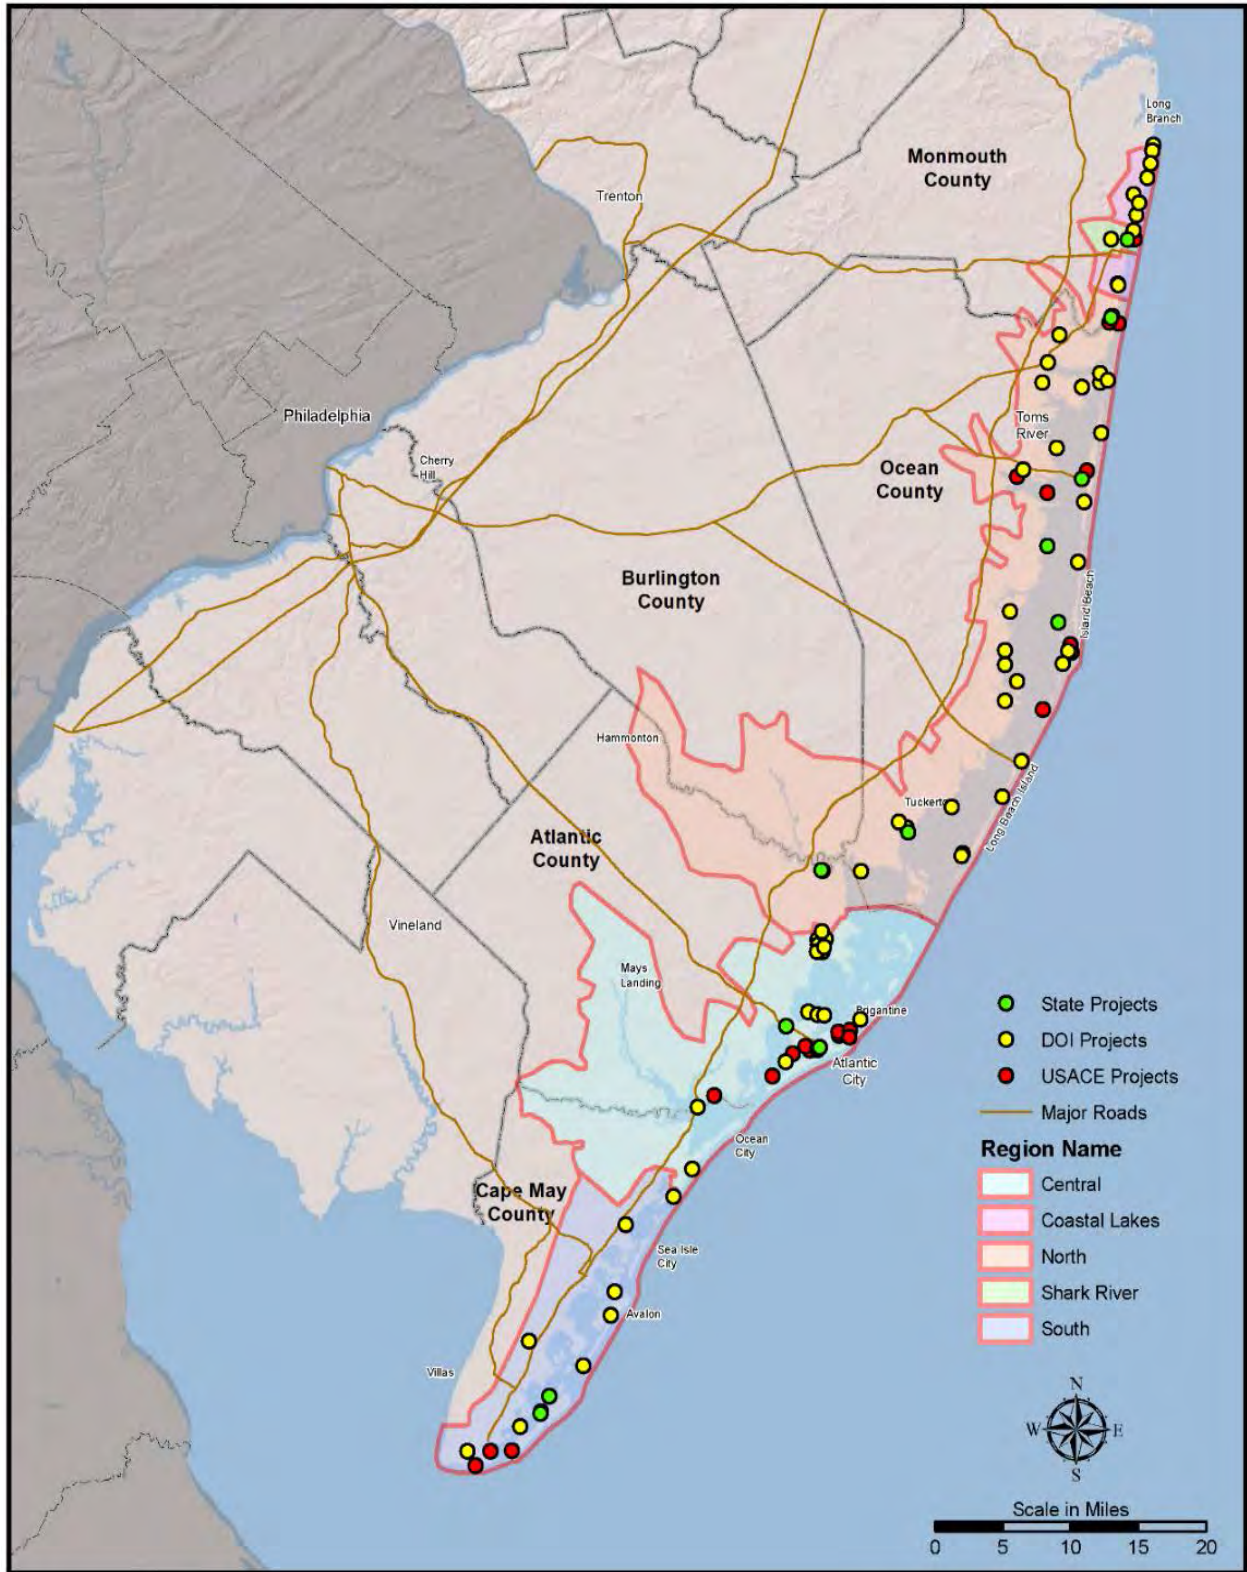 Long
Branch
Monmouth
County
Trenton
Philadelphia
Cherry
Hill
Toms
River
Ocean
County
Burlington
County
Island Beach
Hammonton
Long Beach Island
Atlantic
County
Vineland
Mays
Landing
Brigantine
Atlantic
City
Ocean
City
Cape May
County
Sea Isle
City
Avalon
Villas
State Projects
DOI Projects
USACE Projects
Major Roads
Region Name
Central
Coastal Lakes
North
Shark River
South
N
W E
S
Scale in Miles
0 5 10 15 20